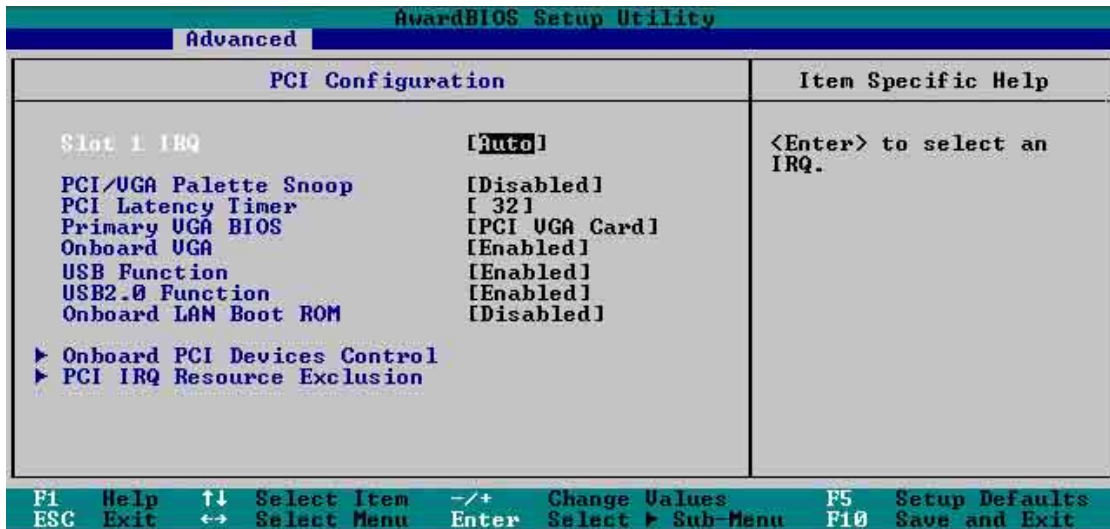 AwardBIOS Setup Utility
Advanced
PCI Configuration
Item Specific Help
Slot 1 IRQ [Auto]
<Enter> to select an
IRQ.
PCI/VGA Palette Snoop [Disabled]
PCI Latency Timer [ 32]
Primary VGA BIOS [PCI VGA Card]
Onboard VGA [Enabled]
USB Function [Enabled]
USB2.0 Function [Enabled]
Onboard LAN Boot ROM [Disabled]
▶ Onboard PCI Devices Control
▶ PCI IRQ Resource Exclusion
F1 Help ↑↓ Select Item -/+ Change Values F5 Setup Defaults
ESC Exit ↔ Select Menu Enter Select ▶ Sub-Menu F10 Save and Exit